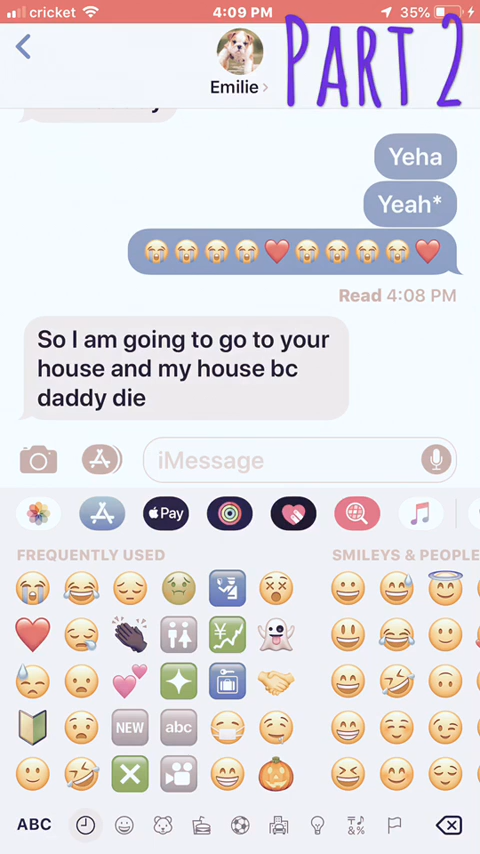 cricket 4:09 PM 35%
PART 2
Emilie
Yeha
Yeah*
Read 4:08 PM
So I am going to go to your
house and my house bc
daddy die
iMessage
Pay
FREQUENTLY USED SMILEYS & PEOPLE
NEW abc
ABC